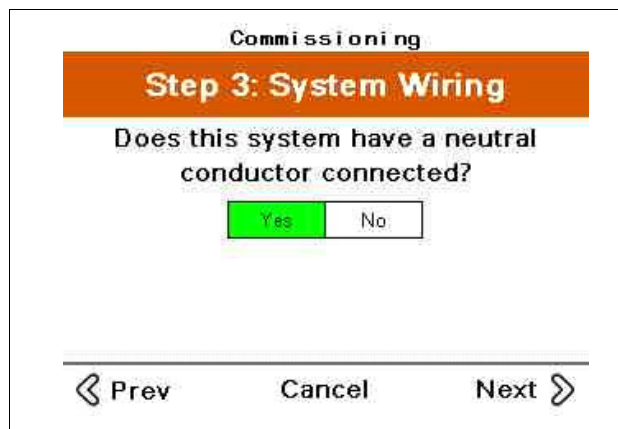 Commissioning
Step 3: System Wiring
Does this system have a neutral
conductor connected?
Yes No
Prev Cancel Next